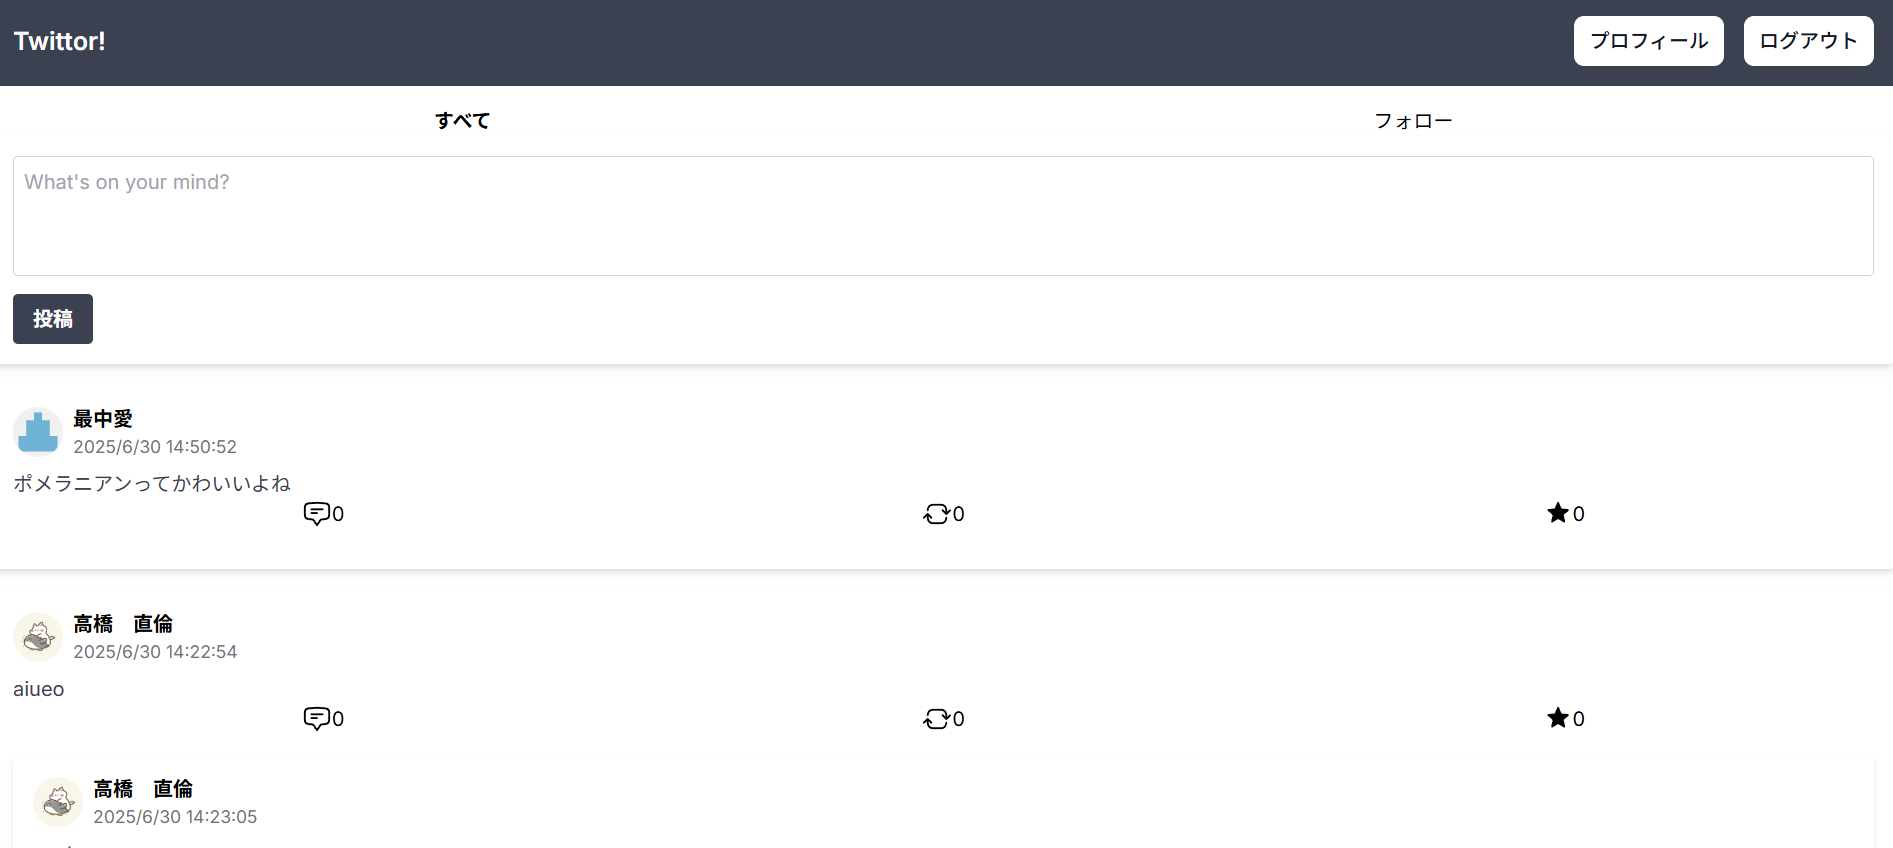 Twittor!
プロフィール
ログアウト
すべて
フォロー
What's on your mind?
投稿
最中愛
2025/6/30 14:50:52
ポメラニアンってかわいいよね
0
0
0
高橋　直倫
2025/6/30 14:22:54
aiueo
0
0
0
高橋　直倫
2025/6/30 14:23:05